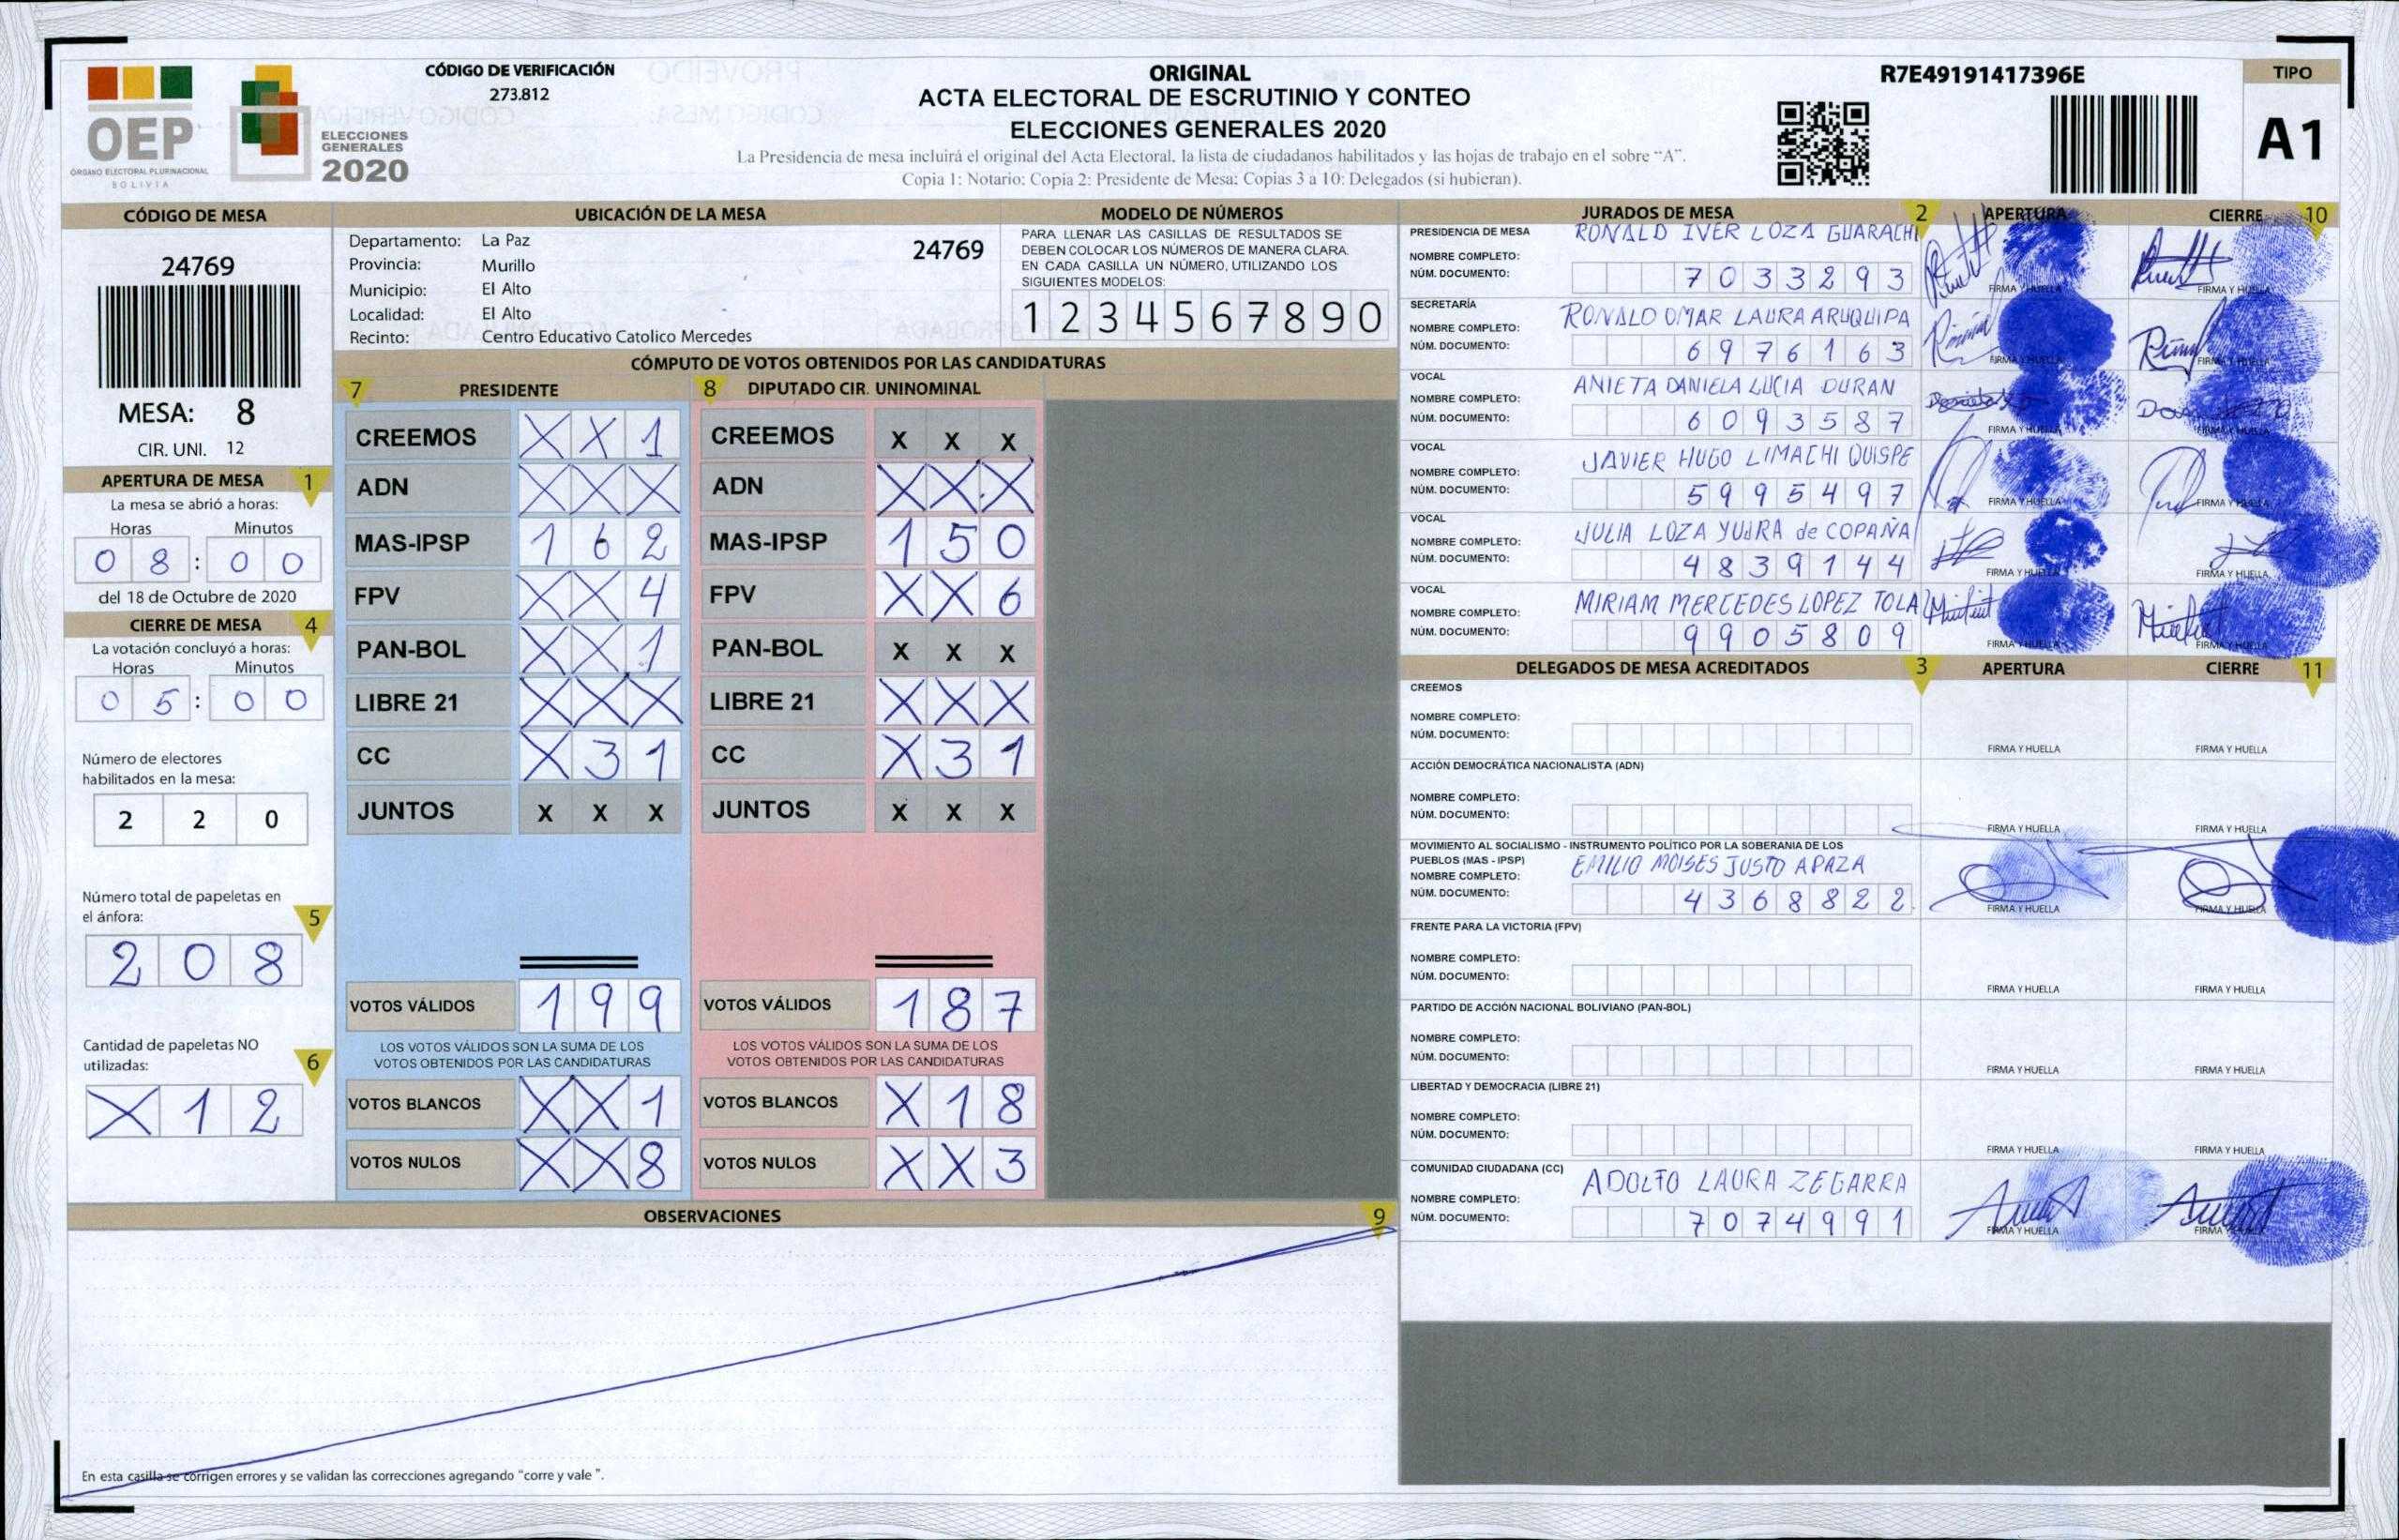 CÓDIGO DE VERIFICACIÓN
273.812
OEP
ÓRGANO ELECTORAL PLURINACIONAL
BOLIVIA
ELECCIONES
GENERALES
2020
ORIGINAL
ACTA ELECTORAL DE ESCRUTINIO Y CONTEO
ELECCIONES GENERALES 2020
La Presidencia de mesa incluirá el original del Acta Electoral, la lista de ciudadanos habilitados y las hojas de trabajo en el sobre "A".
Copia 1: Notario; Copia 2: Presidente de Mesa; Copias 3 a 10: Delegados (si hubieran).
R7E49191417396E
TIPO
A1
CÓDIGO DE MESA
24769
MESA: 8
CIR. UNI. 12
APERTURA DE MESA 1
La mesa se abrió a horas:
Horas Minutos
0 8 : 0 0
del 18 de Octubre de 2020
CIERRE DE MESA 4
La votación concluyó a horas:
Horas Minutos
0 5 : 0 0
Número de electores
habilitados en la mesa:
2 2 0
Número total de papeletas en
el ánfora: 5
2 0 8
Cantidad de papeletas NO
utilizadas: 6
X 1 2
UBICACIÓN DE LA MESA
Departamento: La Paz
24769
Provincia: Murillo
Municipio: El Alto
Localidad: El Alto
Recinto: Centro Educativo Catolico Mercedes
MODELO DE NÚMEROS
PARA LLENAR LAS CASILLAS DE RESULTADOS SE
DEBEN COLOCAR LOS NÚMEROS DE MANERA CLARA.
EN CADA CASILLA UN NÚMERO, UTILIZANDO LOS
SIGUIENTES MODELOS:
1 2 3 4 5 6 7 8 9 0
CÓMPUTO DE VOTOS OBTENIDOS POR LAS CANDIDATURAS
7 PRESIDENTE
CREEMOS X X 1
ADN X X X
MAS-IPSP 1 6 2
FPV X X 4
PAN-BOL X X 1
LIBRE 21 X X X
CC X 3 1
JUNTOS X X X
VOTOS VÁLIDOS 1 9 9
LOS VOTOS VÁLIDOS SON LA SUMA DE LOS
VOTOS OBTENIDOS POR LAS CANDIDATURAS
VOTOS BLANCOS X X 1
VOTOS NULOS X X 8
8 DIPUTADO CIR. UNINOMINAL
CREEMOS X X X
ADN X X X
MAS-IPSP 1 5 0
FPV X X 6
PAN-BOL X X X
LIBRE 21 X X X
CC X 3 1
JUNTOS X X X
VOTOS VÁLIDOS 1 8 7
LOS VOTOS VÁLIDOS SON LA SUMA DE LOS
VOTOS OBTENIDOS POR LAS CANDIDATURAS
VOTOS BLANCOS X 1 8
VOTOS NULOS X X 3
OBSERVACIONES 9
En esta casilla se corrigen errores y se validan las correcciones agregando "corre y vale".
JURADOS DE MESA 2 APERTURA CIERRE 10
PRESIDENCIA DE MESA RONALD IVER LOZA GUARACHI
NOMBRE COMPLETO:
NÚM. DOCUMENTO: 7 0 3 3 2 9 3 FIRMA Y HUELLA FIRMA Y HUELLA
SECRETARÍA
NOMBRE COMPLETO: RONALD OMAR LAURA ARUQUIPA
NÚM. DOCUMENTO: 6 9 7 6 1 6 3 FIRMA Y HUELLA FIRMA Y HUELLA
VOCAL
NOMBRE COMPLETO: ANIETA DANIELA LUCIA DURAN
NÚM. DOCUMENTO: 6 0 9 3 5 8 7 FIRMA Y HUELLA FIRMA Y HUELLA
VOCAL
NOMBRE COMPLETO: JAVIER HUGO LIMACHI QUISPE
NÚM. DOCUMENTO: 5 9 9 5 4 9 7 FIRMA Y HUELLA FIRMA Y HUELLA
VOCAL
NOMBRE COMPLETO: JULIA LOZA YUJRA de COPAÑA
NÚM. DOCUMENTO: 4 8 3 9 1 4 4 FIRMA Y HUELLA FIRMA Y HUELLA
VOCAL
NOMBRE COMPLETO: MIRIAM MERCEDES LOPEZ TOLA
NÚM. DOCUMENTO: 9 9 0 5 8 0 9 FIRMA Y HUELLA FIRMA Y HUELLA
DELEGADOS DE MESA ACREDITADOS 3 APERTURA CIERRE 11
CREEMOS
NOMBRE COMPLETO:
NÚM. DOCUMENTO: FIRMA Y HUELLA FIRMA Y HUELLA
ACCIÓN DEMOCRÁTICA NACIONALISTA (ADN)
NOMBRE COMPLETO:
NÚM. DOCUMENTO: FIRMA Y HUELLA FIRMA Y HUELLA
MOVIMIENTO AL SOCIALISMO - INSTRUMENTO POLÍTICO POR LA SOBERANIA DE LOS
PUEBLOS (MAS - IPSP)
NOMBRE COMPLETO: EMILIO MOISES JUSTO APAZA
NÚM. DOCUMENTO: 4 3 6 8 8 2 2 FIRMA Y HUELLA FIRMA Y HUELLA
FRENTE PARA LA VICTORIA (FPV)
NOMBRE COMPLETO:
NÚM. DOCUMENTO: FIRMA Y HUELLA FIRMA Y HUELLA
PARTIDO DE ACCIÓN NACIONAL BOLIVIANO (PAN-BOL)
NOMBRE COMPLETO:
NÚM. DOCUMENTO: FIRMA Y HUELLA FIRMA Y HUELLA
LIBERTAD Y DEMOCRACIA (LIBRE 21)
NOMBRE COMPLETO:
NÚM. DOCUMENTO: FIRMA Y HUELLA FIRMA Y HUELLA
COMUNIDAD CIUDADANA (CC) ADOLFO LAURA ZEGARRA
NOMBRE COMPLETO:
NÚM. DOCUMENTO: 7 0 7 4 9 9 1 FIRMA Y HUELLA FIRMA Y HUELLA